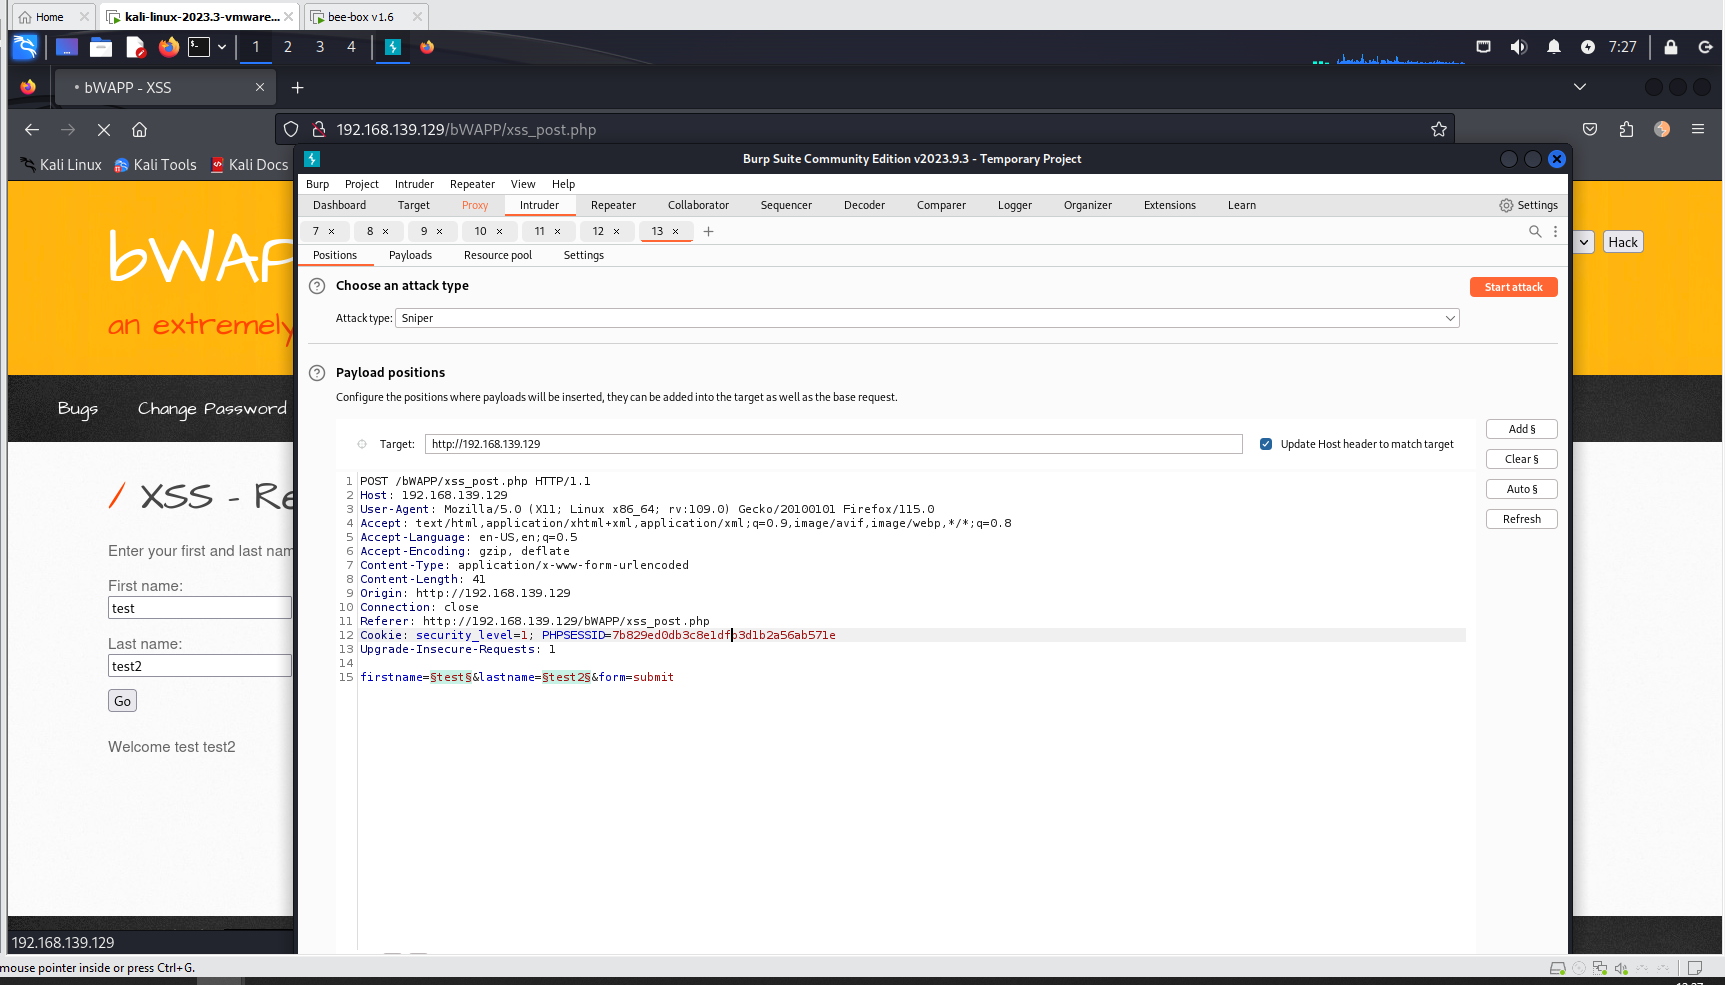 Home
kali-linux-2023.3-vmware...
bee-box v1.6
1 2 3 4
7:27
bWAPP - XSS
192.168.139.129/bWAPP/xss_post.php
Kali Linux Kali Tools Kali Docs
Burp Suite Community Edition v2023.9.3 - Temporary Project
Burp Project Intruder Repeater View Help
Dashboard Target Proxy Intruder Repeater Collaborator Sequencer Decoder Comparer Logger Organizer Extensions Learn Settings
7 8 9 10 11 12 13
Positions Payloads Resource pool Settings
Choose an attack type
Start attack
Attack type: Sniper
Payload positions
Configure the positions where payloads will be inserted, they can be added into the target as well as the base request.
Target: http://192.168.139.129
Update Host header to match target
Add §
Clear §
Auto §
Refresh
1 POST /bWAPP/xss_post.php HTTP/1.1
2 Host: 192.168.139.129
3 User-Agent: Mozilla/5.0 (X11; Linux x86_64; rv:109.0) Gecko/20100101 Firefox/115.0
4 Accept: text/html,application/xhtml+xml,application/xml;q=0.9,image/avif,image/webp,*/*;q=0.8
5 Accept-Language: en-US,en;q=0.5
6 Accept-Encoding: gzip, deflate
7 Content-Type: application/x-www-form-urlencoded
8 Content-Length: 41
9 Origin: http://192.168.139.129
10 Connection: close
11 Referer: http://192.168.139.129/bWAPP/xss_post.php
12 Cookie: security_level=1; PHPSESSID=7b829ed0db3c8e1dfb3d1b2a56ab571e
13 Upgrade-Insecure-Requests: 1
14
15 firstname=§test§&lastname=§test2§&form=submit
bWAP
an extremely
Hack
Bugs Change Password
/ XSS - Re
Enter your first and last nam
First name:
test
Last name:
test2
Go
Welcome test test2
192.168.139.129
mouse pointer inside or press Ctrl+G.